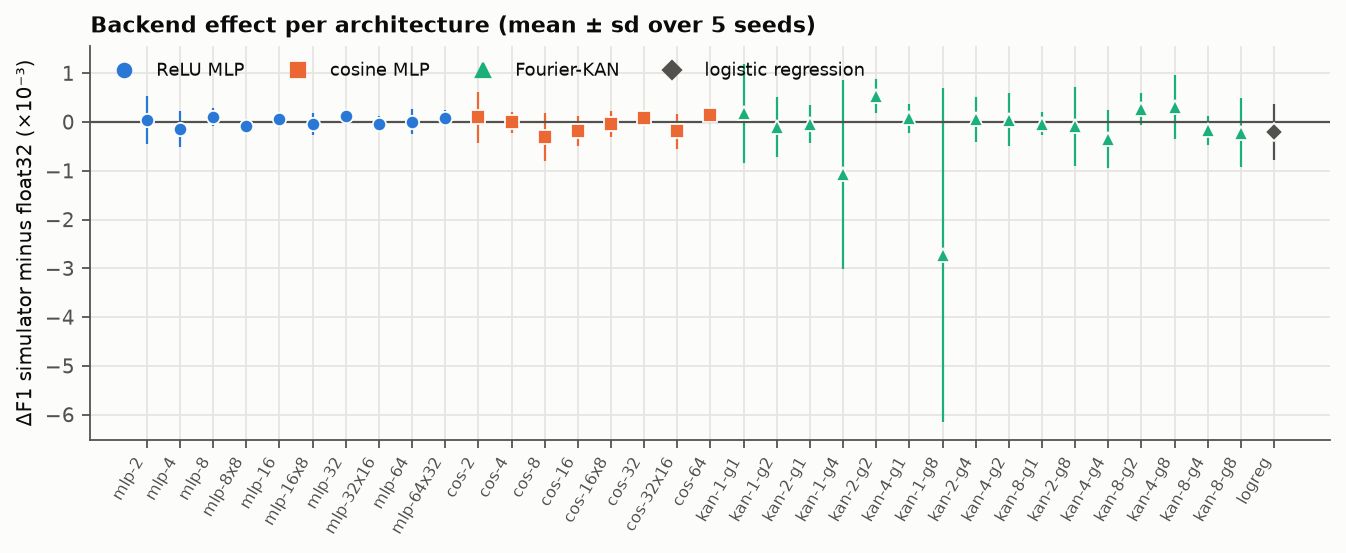 Backend effect per architecture (mean ± sd over 5 seeds)
ReLU MLP
cosine MLP
Fourier-KAN
logistic regression
ΔF1 simulator minus float32 (×10⁻³)
1
0
−1
−2
−3
−4
−5
−6
mlp-2
mlp-4
mlp-8
mlp-8x8
mlp-16
mlp-16x8
mlp-32
mlp-32x16
mlp-64
mlp-64x32
cos-2
cos-4
cos-8
cos-16
cos-16x8
cos-32
cos-32x16
cos-64
kan-1-g1
kan-1-g2
kan-2-g1
kan-1-g4
kan-2-g2
kan-4-g1
kan-1-g8
kan-2-g4
kan-4-g2
kan-8-g1
kan-2-g8
kan-4-g4
kan-8-g2
kan-4-g8
kan-8-g4
kan-8-g8
logreg